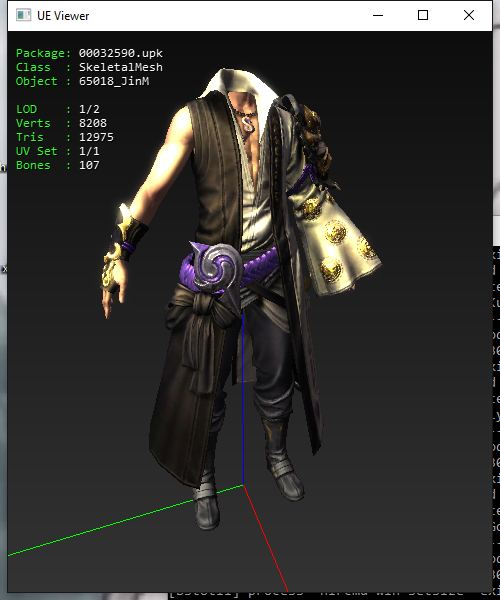 UE Viewer
Package: 00032590.upk
Class : SkeletalMesh
Object : 65018_JinM
LOD : 1/2
Verts : 8208
Tris : 12975
UV Set : 1/1
Bones : 107